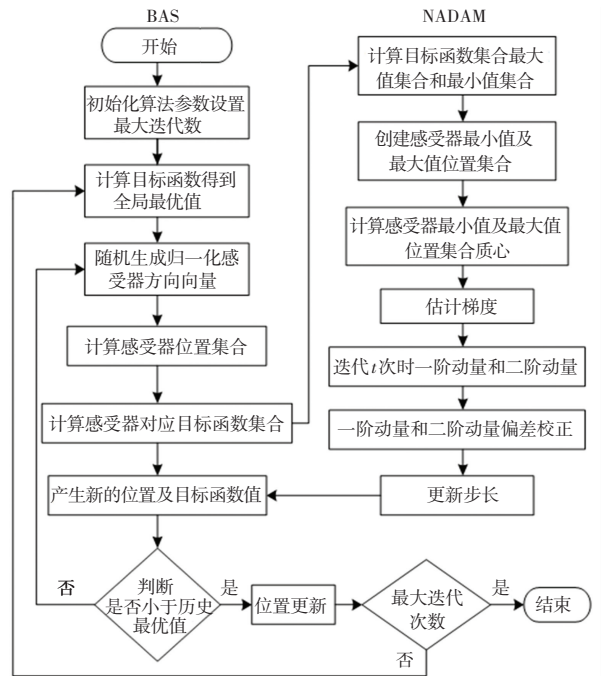 BAS
开始
初始化算法参数设置
最大迭代数
计算目标函数得到
全局最优值
随机生成归一化感
受器方向向量
计算感受器位置集合
计算感受器对应目标函数集合
产生新的位置及目标函数值
判断
是否小于历史
最优值
否
是
位置更新
最大迭代
次数
是
否
结束
NADAM
计算目标函数集合最大
值集合和最小值集合
创建感受器最小值及
最大值位置集合
计算感受器最小值及最大值
位置集合质心
估计梯度
迭代t次时一阶动量和二阶动量
一阶动量和二阶动量偏差校正
更新步长